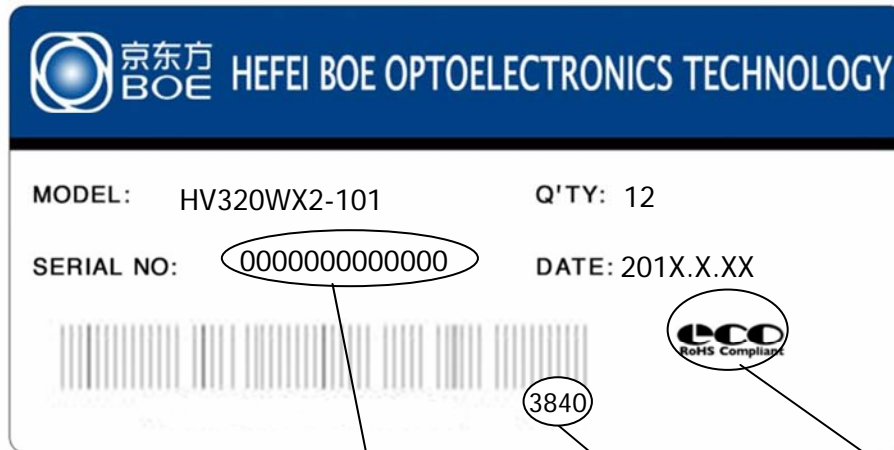 京东方
BOE
HEFEI BOE OPTOELECTRONICS TECHNOLOGY
MODEL: HV320WX2-101
Q'TY: 12
SERIAL NO: 0000000000000
DATE: 201X.X.XX
eco
RoHS Compliant
3840